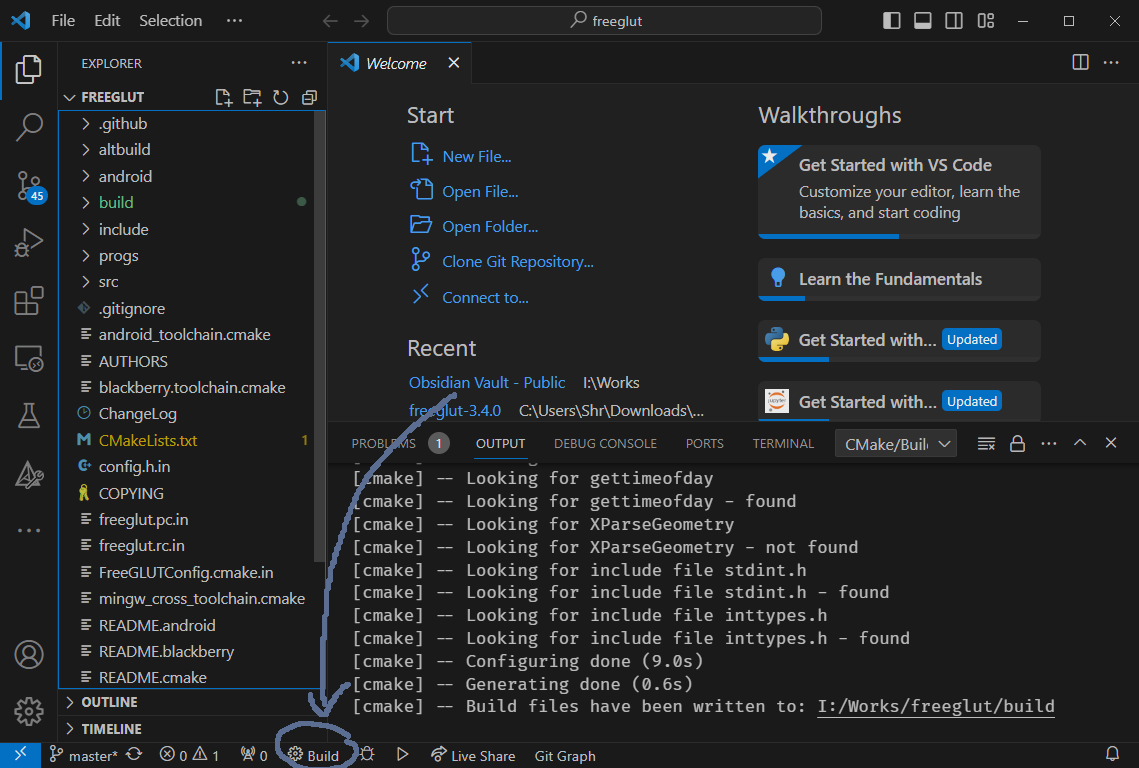 File Edit Selection ... freeglut
EXPLORER ...
Welcome
FREEGLUT
.github
altbuild
android
build
include
progs
src
.gitignore
android_toolchain.cmake
AUTHORS
blackberry.toolchain.cmake
ChangeLog
CMakeLists.txt 1
config.h.in
COPYING
freeglut.pc.in
freeglut.rc.in
FreeGLUTConfig.cmake.in
mingw_cross_toolchain.cmake
README.android
README.blackberry
README.cmake
OUTLINE
TIMELINE
45
Start
New File...
Open File...
Open Folder...
Clone Git Repository...
Connect to...
Recent
Obsidian Vault - Public I:\Works
freeglut-3.4.0 C:\Users\Shr\Downloads\...
Walkthroughs
Get Started with VS Code
Customize your editor, learn the
basics, and start coding
Learn the Fundamentals
Get Started with... Updated
jupyter Get Started with... Updated
PROBLEMS 1 OUTPUT DEBUG CONSOLE PORTS TERMINAL CMake/Buil
[cmake] -- Looking for gettimeofday
[cmake] -- Looking for gettimeofday - found
[cmake] -- Looking for XParseGeometry
[cmake] -- Looking for XParseGeometry - not found
[cmake] -- Looking for include file stdint.h
[cmake] -- Looking for include file stdint.h - found
[cmake] -- Looking for include file inttypes.h
[cmake] -- Looking for include file inttypes.h - found
[cmake] -- Configuring done (9.0s)
[cmake] -- Generating done (0.6s)
[cmake] -- Build files have been written to: I:/Works/freeglut/build
master* 0 1 0 Build Live Share Git Graph